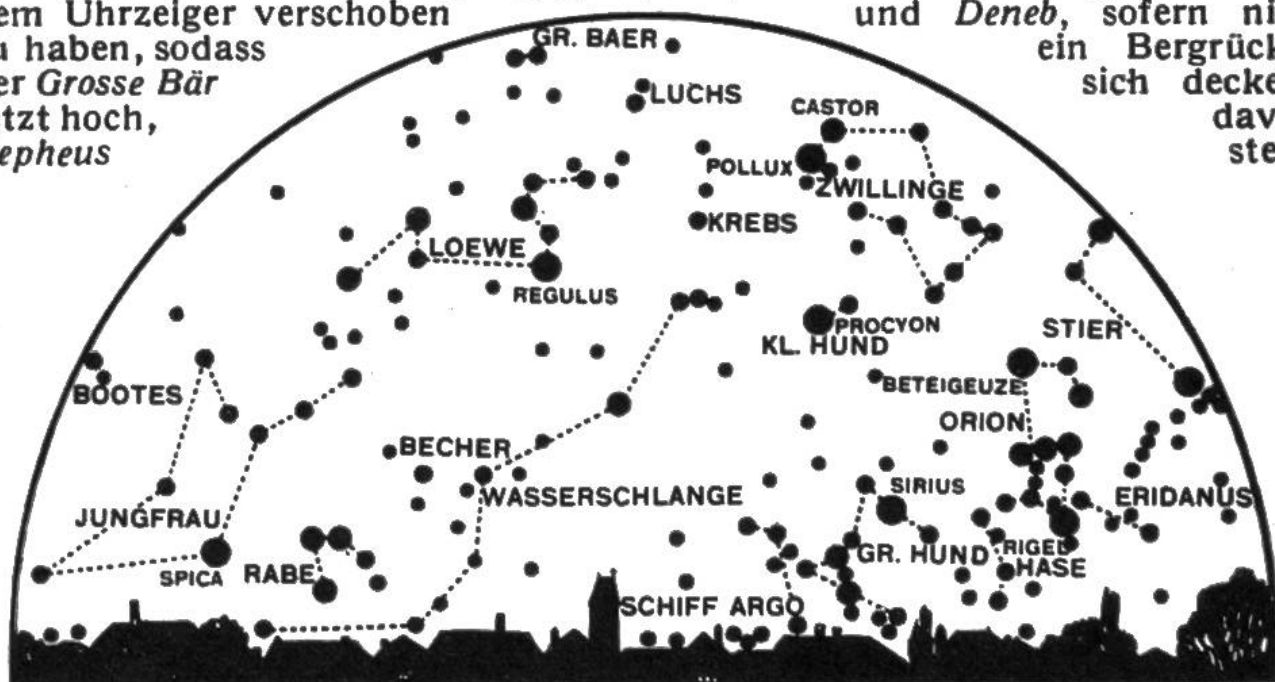 em Uhrzeiger verschoben
u haben, sodass
er Grosse Bär
tzt hoch,
epheus
und Deneb, sofern ni
ein Bergrück
sich decke
dav
ste
GR. BAER
LUCHS
CASTOR
POLLUX
ZWILLINGE
KREBS
LOEWE
REGULUS
PROCYON
KL. HUND
STIER
BETEIGEUZE
BOOTES
ORION
BECHER
SIRIUS
WASSERSCHLANGE
ERIDANUS
JUNGFRAU
GR. HUND
RIGEL
HASE
SPICA
RABE
SCHIFF ARGO